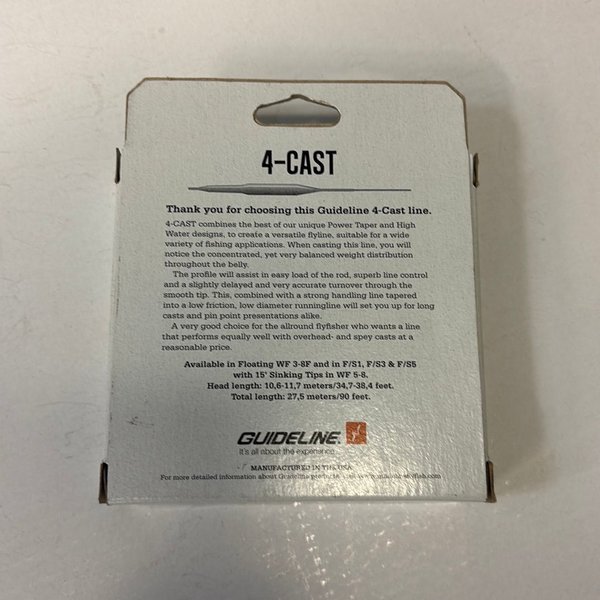 4-CAST
Thank you for choosing this Guideline 4-Cast line.
4-CAST combines the best of our unique Power Taper and High
Water designs, to create a versatile flyline, suitable for a wide
variety of fishing applications. When casting this line, you will
notice the concentrated, yet very balanced weight distribution
throughout the belly.
The profile will assist in easy load of the rod, superb line control
and a slightly delayed and very accurate turnover through the
smooth tip. This, combined with a strong handling line tapered
into a low friction, low diameter runningline will set you up for long
casts and pin point presentations alike.
A very good choice for the allround flyfisher who wants a line
that performs equally well with overhead- and spey casts at a
reasonable price.
Available in Floating WF 3-8F and in F/S1, F/S3 & F/S5
with 15' Sinking Tips in WF 5-8.
Head length: 10,6-11,7 meters/34,7-38,4 feet.
Total length: 27,5 meters/90 feet.
GUIDELINE
It's all about the experience
MANUFACTURED IN THE USA
For more detailed information about Guideline products, visit